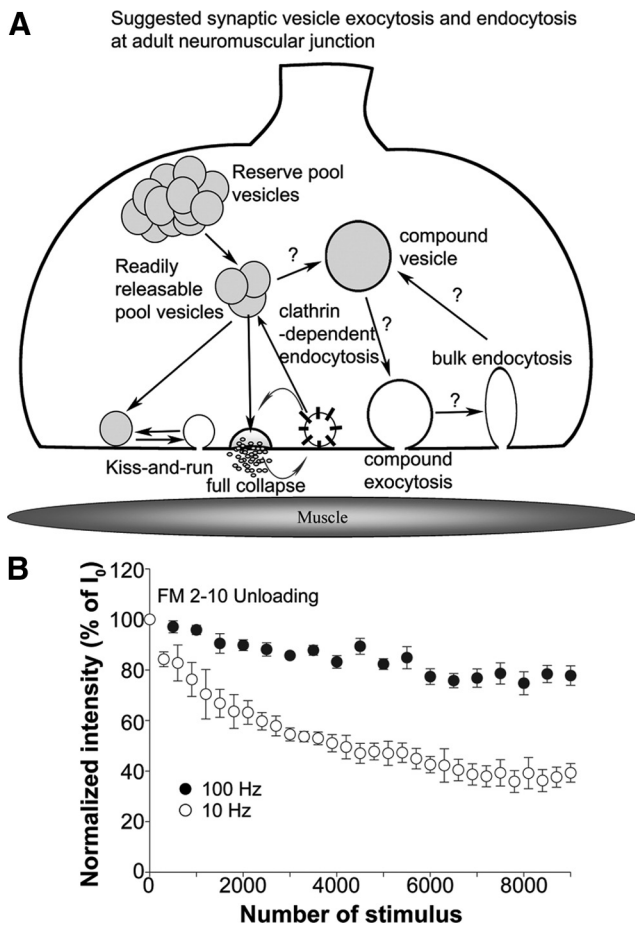 A
Suggested synaptic vesicle exocytosis and endocytosis
at adult neuromuscular junction
Reserve pool
vesicles
?
compound
vesicle
Readily
releasable
pool vesicles
clathrin
-dependent
endocytosis
?
?
bulk endocytosis
?
Kiss-and-run
full collapse
compound
exocytosis
Muscle
B
120
100
80
60
40
20
0
Normalized intensity (% of I0)
FM 2-10 Unloading
100 Hz
10 Hz
0
2000
4000
6000
8000
Number of stimulus